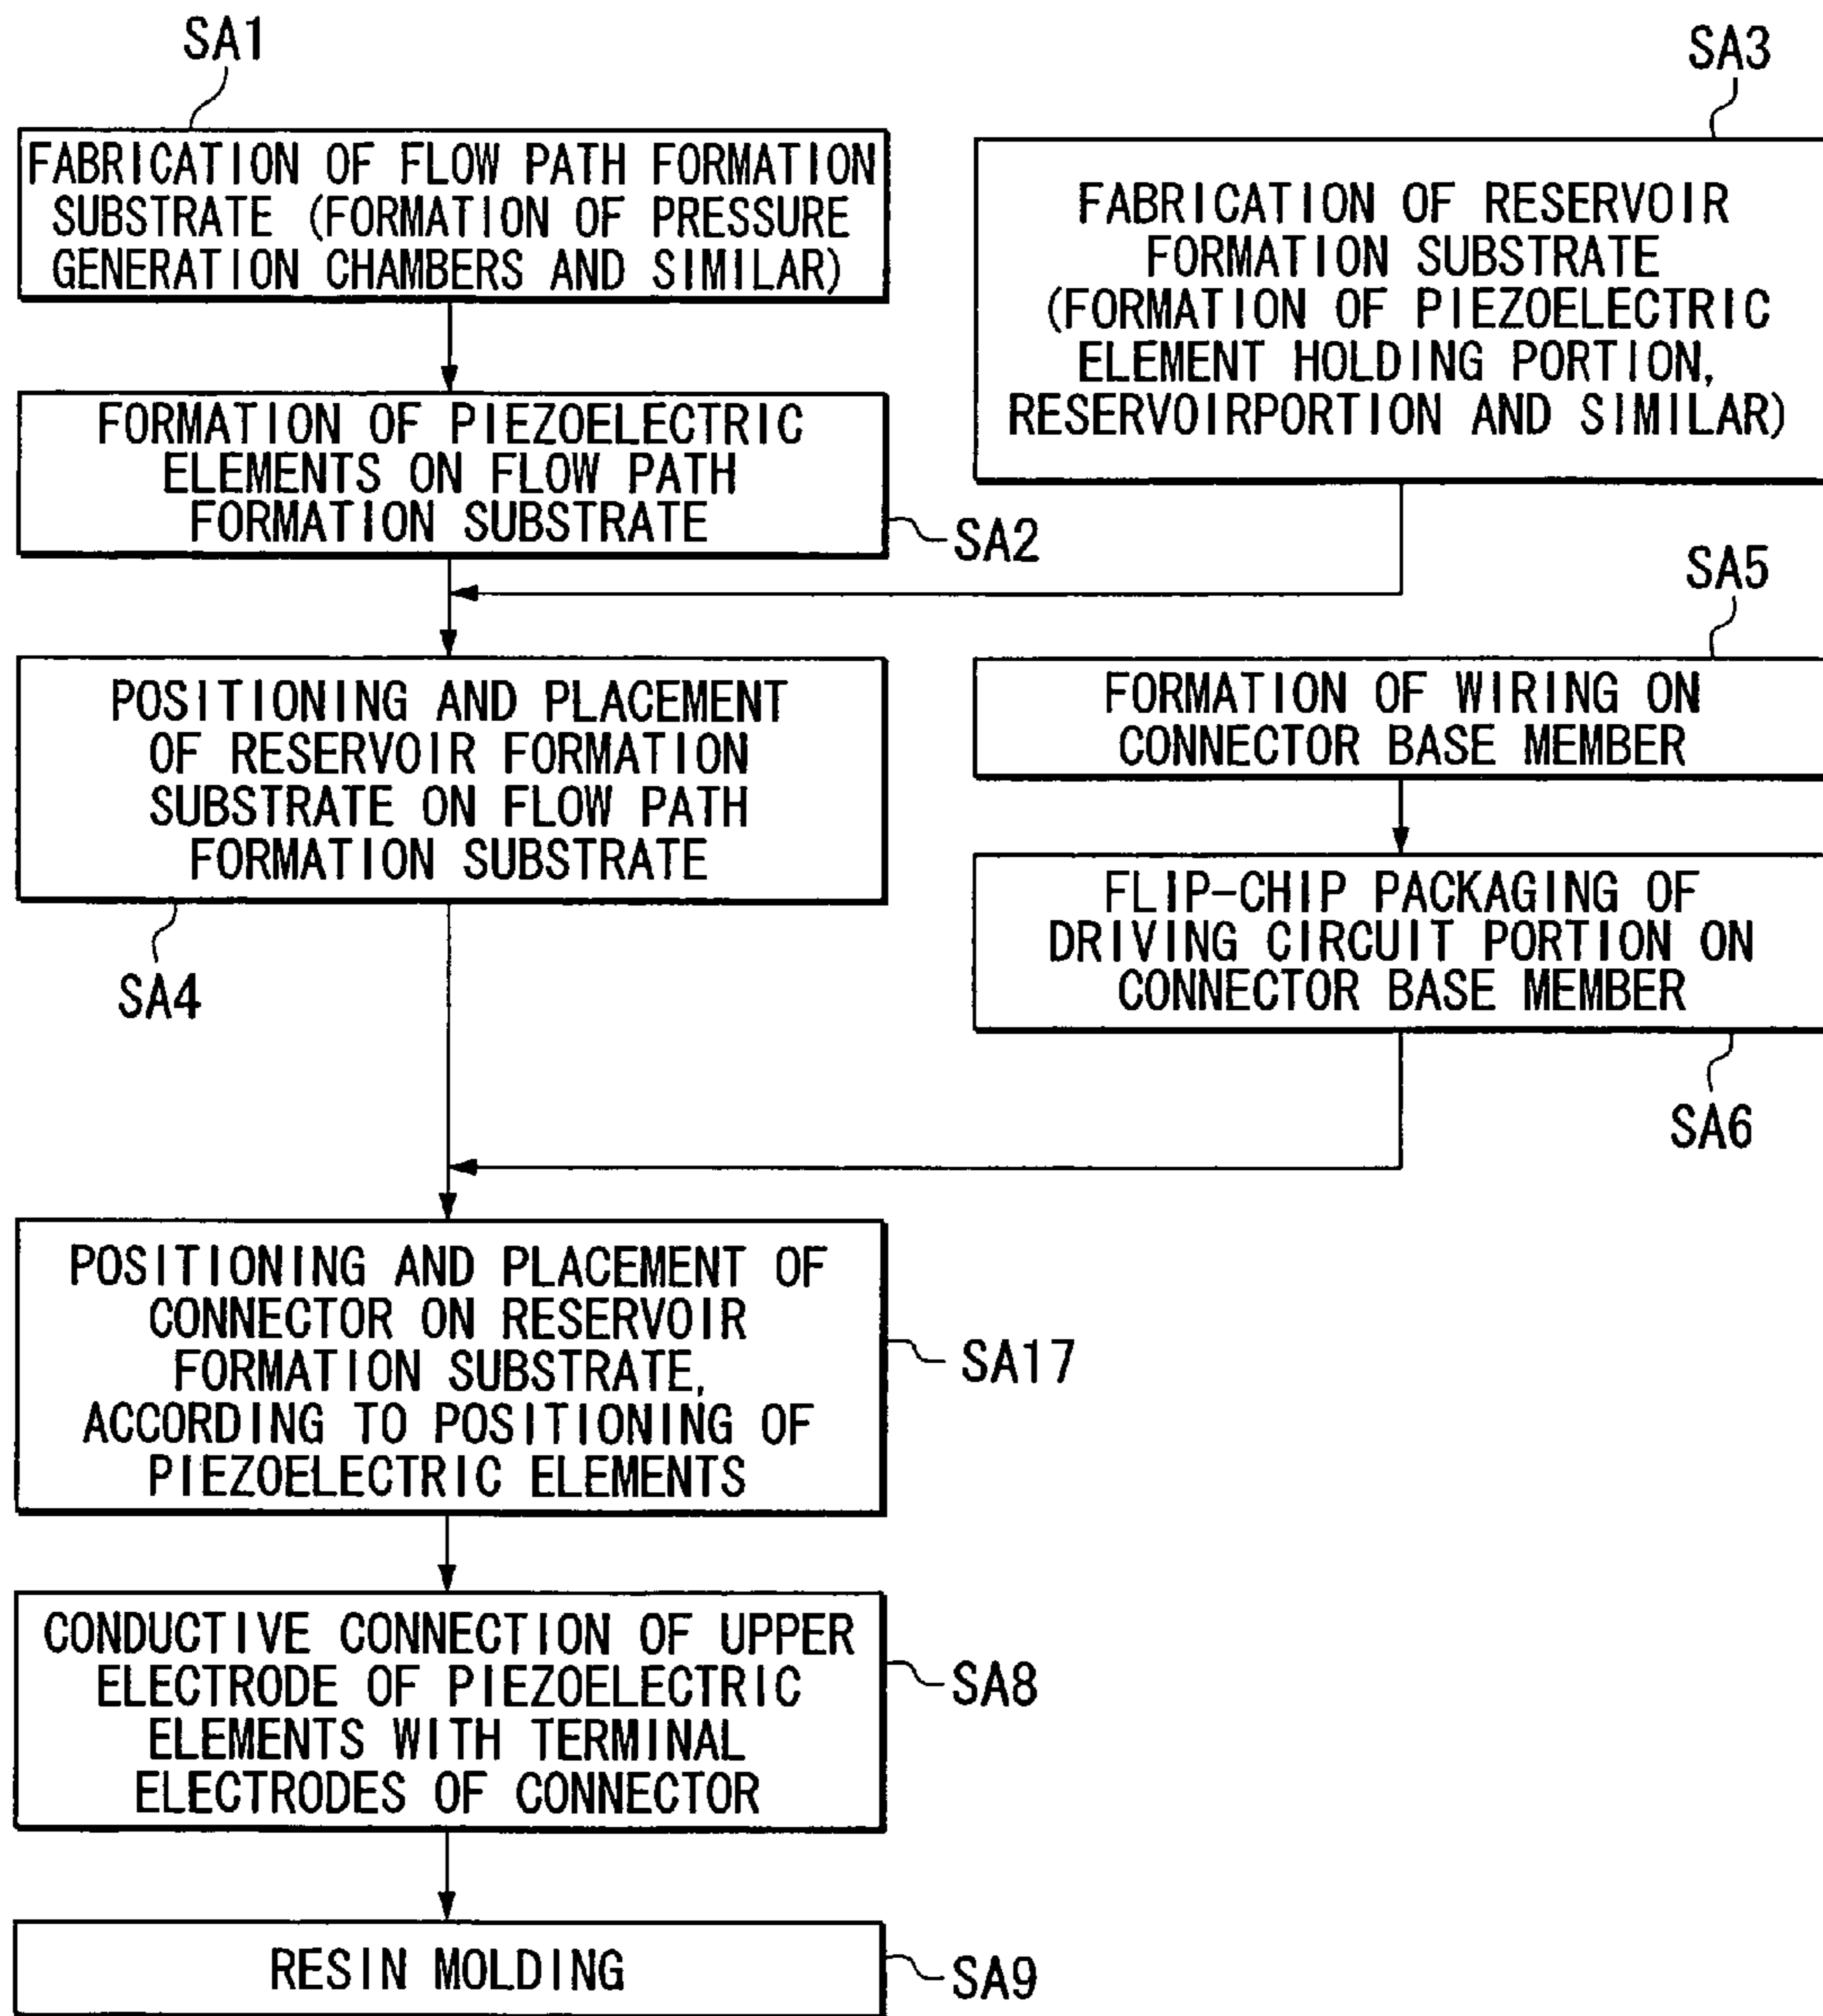 SA1
FABRICATION OF FLOW PATH FORMATION
SUBSTRATE (FORMATION OF PRESSURE
GENERATION CHAMBERS AND SIMILAR)
SA3
FABRICATION OF RESERVOIR
FORMATION SUBSTRATE
(FORMATION OF PIEZOELECTRIC
ELEMENT HOLDING PORTION,
RESERVOIRPORTION AND SIMILAR)
FORMATION OF PIEZOELECTRIC
ELEMENTS ON FLOW PATH
FORMATION SUBSTRATE
SA2
POSITIONING AND PLACEMENT
OF RESERVOIR FORMATION
SUBSTRATE ON FLOW PATH
FORMATION SUBSTRATE
SA4
SA5
FORMATION OF WIRING ON
CONNECTOR BASE MEMBER
FLIP-CHIP PACKAGING OF
DRIVING CIRCUIT PORTION ON
CONNECTOR BASE MEMBER
SA6
POSITIONING AND PLACEMENT OF
CONNECTOR ON RESERVOIR
FORMATION SUBSTRATE,
ACCORDING TO POSITIONING OF
PIEZOELECTRIC ELEMENTS
SA17
CONDUCTIVE CONNECTION OF UPPER
ELECTRODE OF PIEZOELECTRIC
ELEMENTS WITH TERMINAL
ELECTRODES OF CONNECTOR
SA8
RESIN MOLDING
SA9